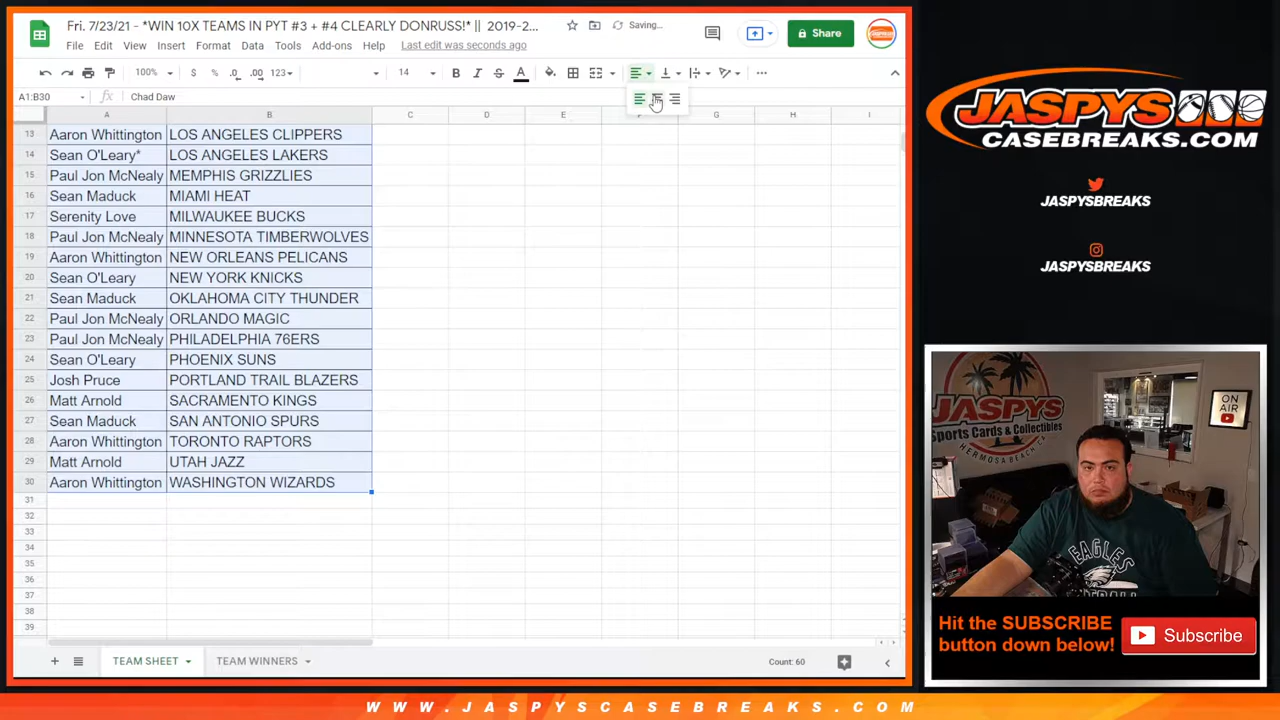 Fri. 7/23/21 - *WIN 10X TEAMS IN PYT #3 + #4 CLEARLY DONRUSS!* || 2019-2...
Saving...
File Edit View Insert Format Data Tools Add-ons Help Last edit was seconds ago
Share
100% $ % .0 .00 123 14 B I S A
A1:B30 fx Chad Daw
A B C D E F G H I
13 Aaron Whittington LOS ANGELES CLIPPERS
14 Sean O'Leary* LOS ANGELES LAKERS
15 Paul Jon McNealy MEMPHIS GRIZZLIES
16 Sean Maduck MIAMI HEAT
17 Serenity Love MILWAUKEE BUCKS
18 Paul Jon McNealy MINNESOTA TIMBERWOLVES
19 Aaron Whittington NEW ORLEANS PELICANS
20 Sean O'Leary NEW YORK KNICKS
21 Sean Maduck OKLAHOMA CITY THUNDER
22 Paul Jon McNealy ORLANDO MAGIC
23 Paul Jon McNealy PHILADELPHIA 76ERS
24 Sean O'Leary PHOENIX SUNS
25 Josh Pruce PORTLAND TRAIL BLAZERS
26 Matt Arnold SACRAMENTO KINGS
27 Sean Maduck SAN ANTONIO SPURS
28 Aaron Whittington TORONTO RAPTORS
29 Matt Arnold UTAH JAZZ
30 Aaron Whittington WASHINGTON WIZARDS
31
32
33
34
35
36
37
38
39
TEAM SHEET TEAM WINNERS Count: 60
JASPYS
CASEBREAKS.COM
JASPYSBREAKS
JASPYSBREAKS
JASPYS
Sports Cards & Collectibles
HERMOSA BEACH
ON AIR
EAGLES
FOOTBALL
Hit the SUBSCRIBE
button down below!
Subscribe
WWW.JASPYSCASEBREAKS.COM